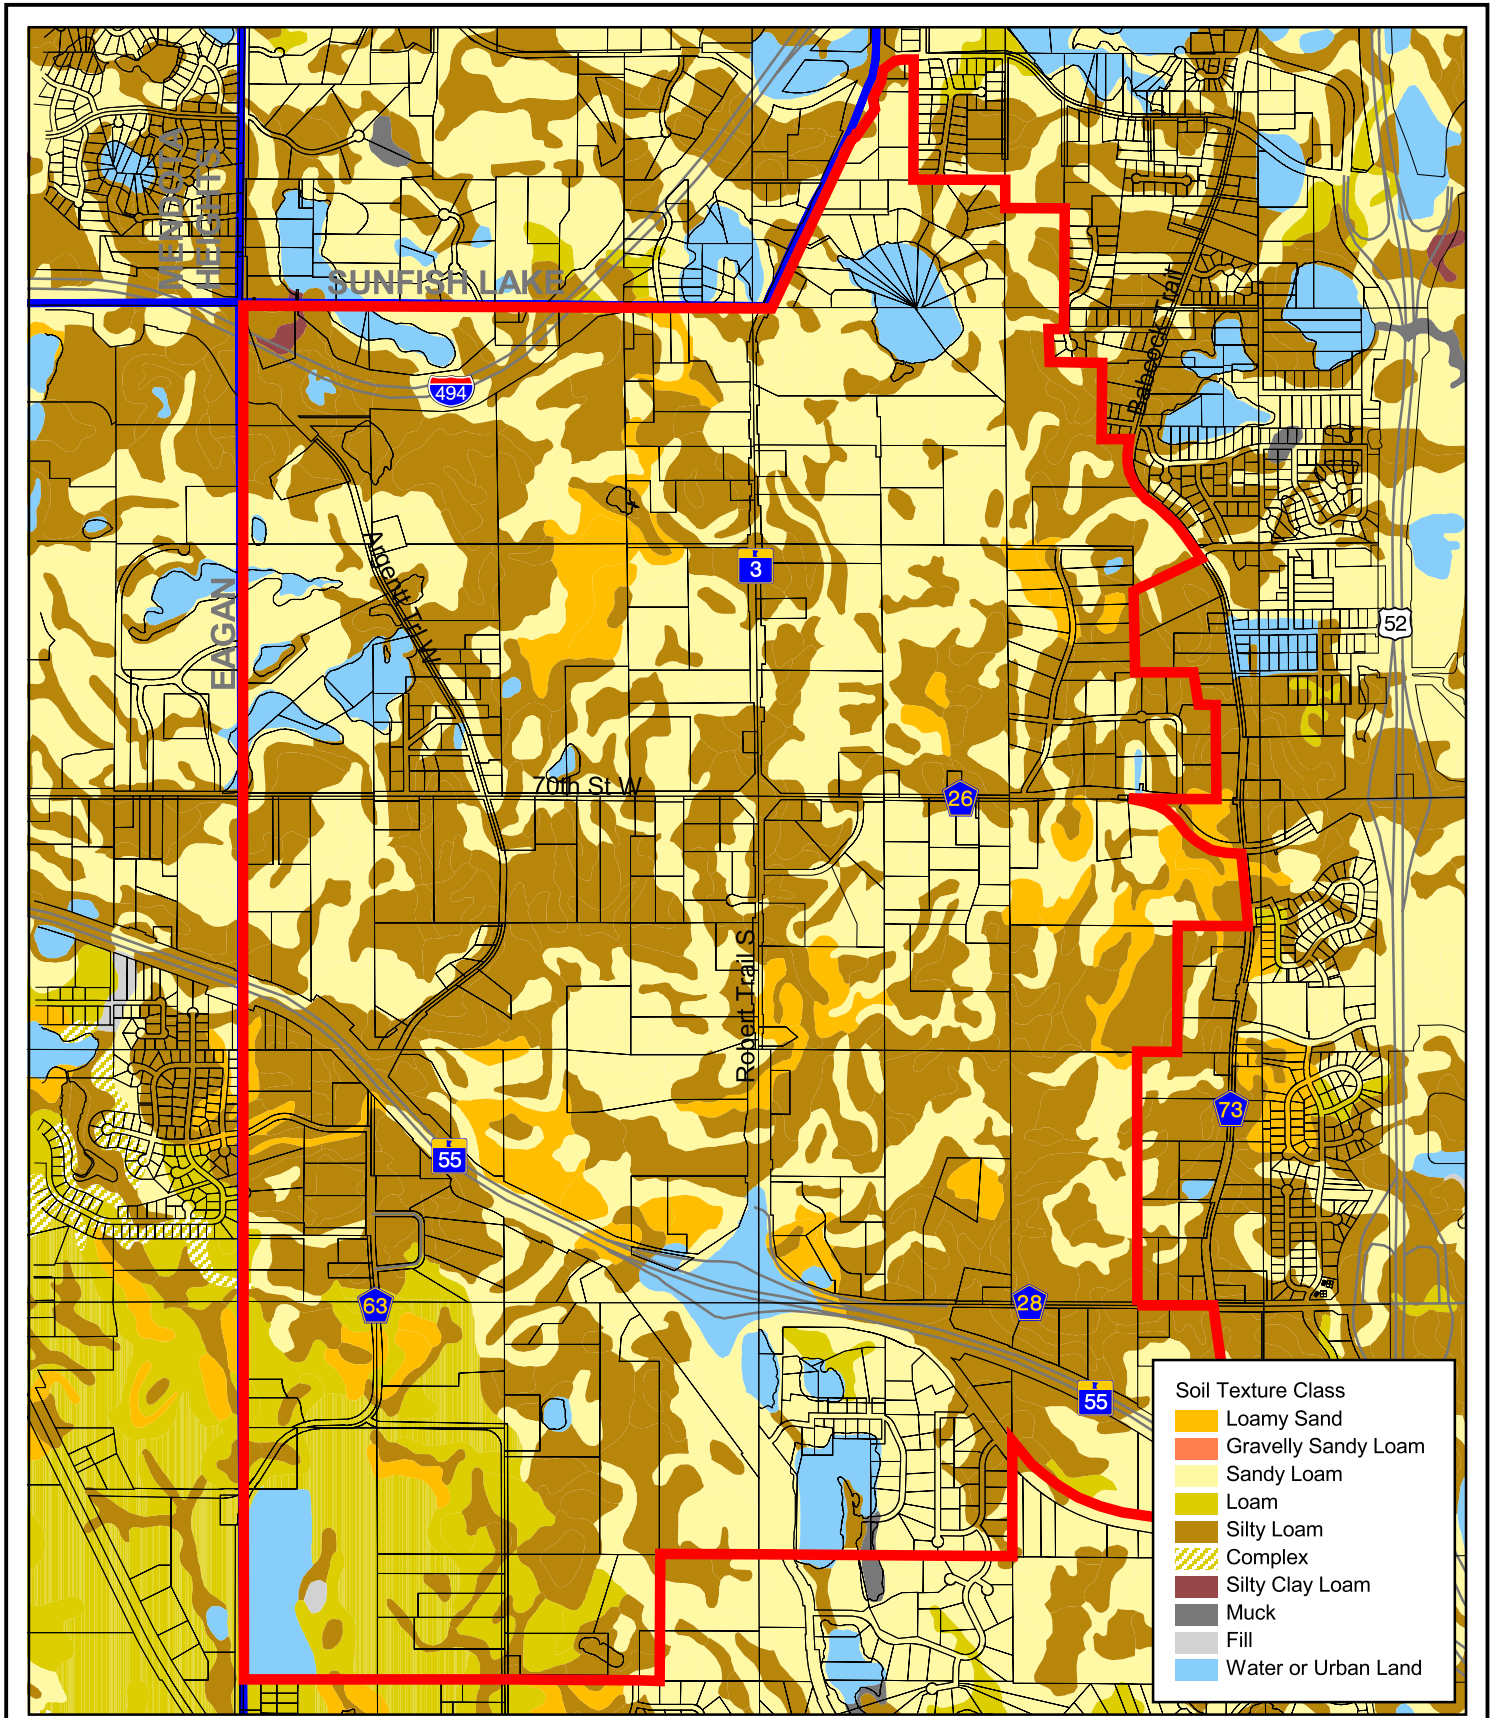 MENDOTA
HEIGHTS
SUNFISH LAKE
Babcock Trail
494
Argentt Trl W
3
EAGAN
52
70th St W
26
Robert Trail S
73
55
63
28
55
Soil Texture Class
Loamy Sand
Gravelly Sandy Loam
Sandy Loam
Loam
Silty Loam
Complex
Silty Clay Loam
Muck
Fill
Water or Urban Land